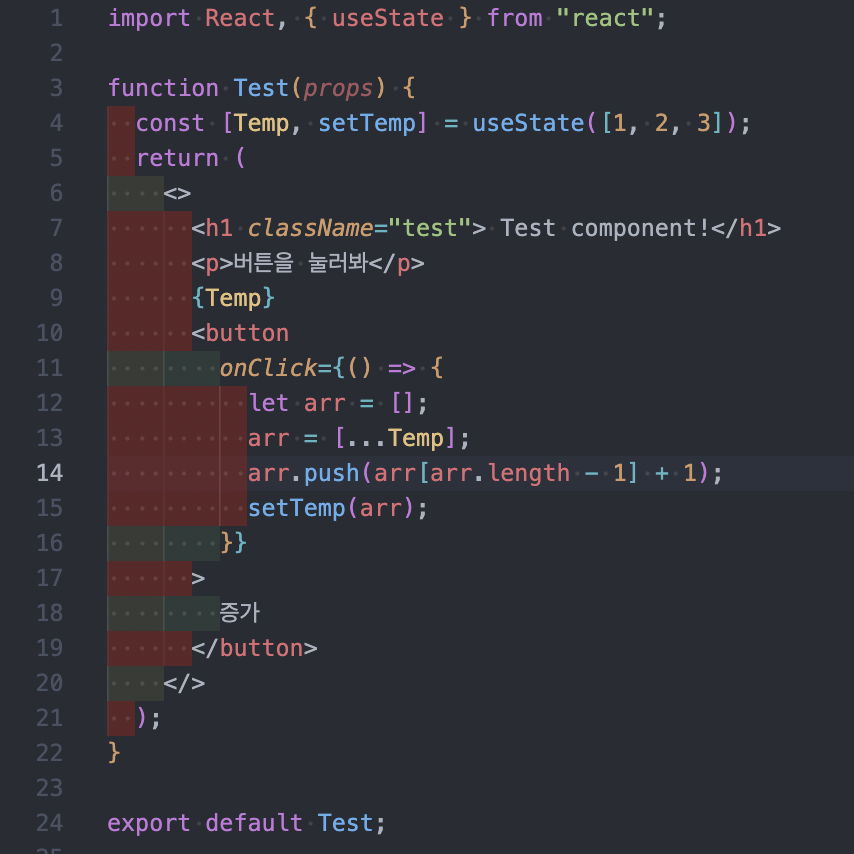 1 import React, { useState } from "react";
2
3 function Test(props) {
4   const [Temp, setTemp] = useState([1, 2, 3]);
5   return (
6     <>
7       <h1 className="test"> Test component!</h1>
8       <p>버튼을 눌러봐</p>
9       {Temp}
10       <button
11         onClick={() => {
12           let arr = [];
13           arr = [...Temp];
14           arr.push(arr[arr.length - 1] + 1);
15           setTemp(arr);
16         }}
17       >
18         증가
19       </button>
20     </>
21   );
22 }
23
24 export default Test;